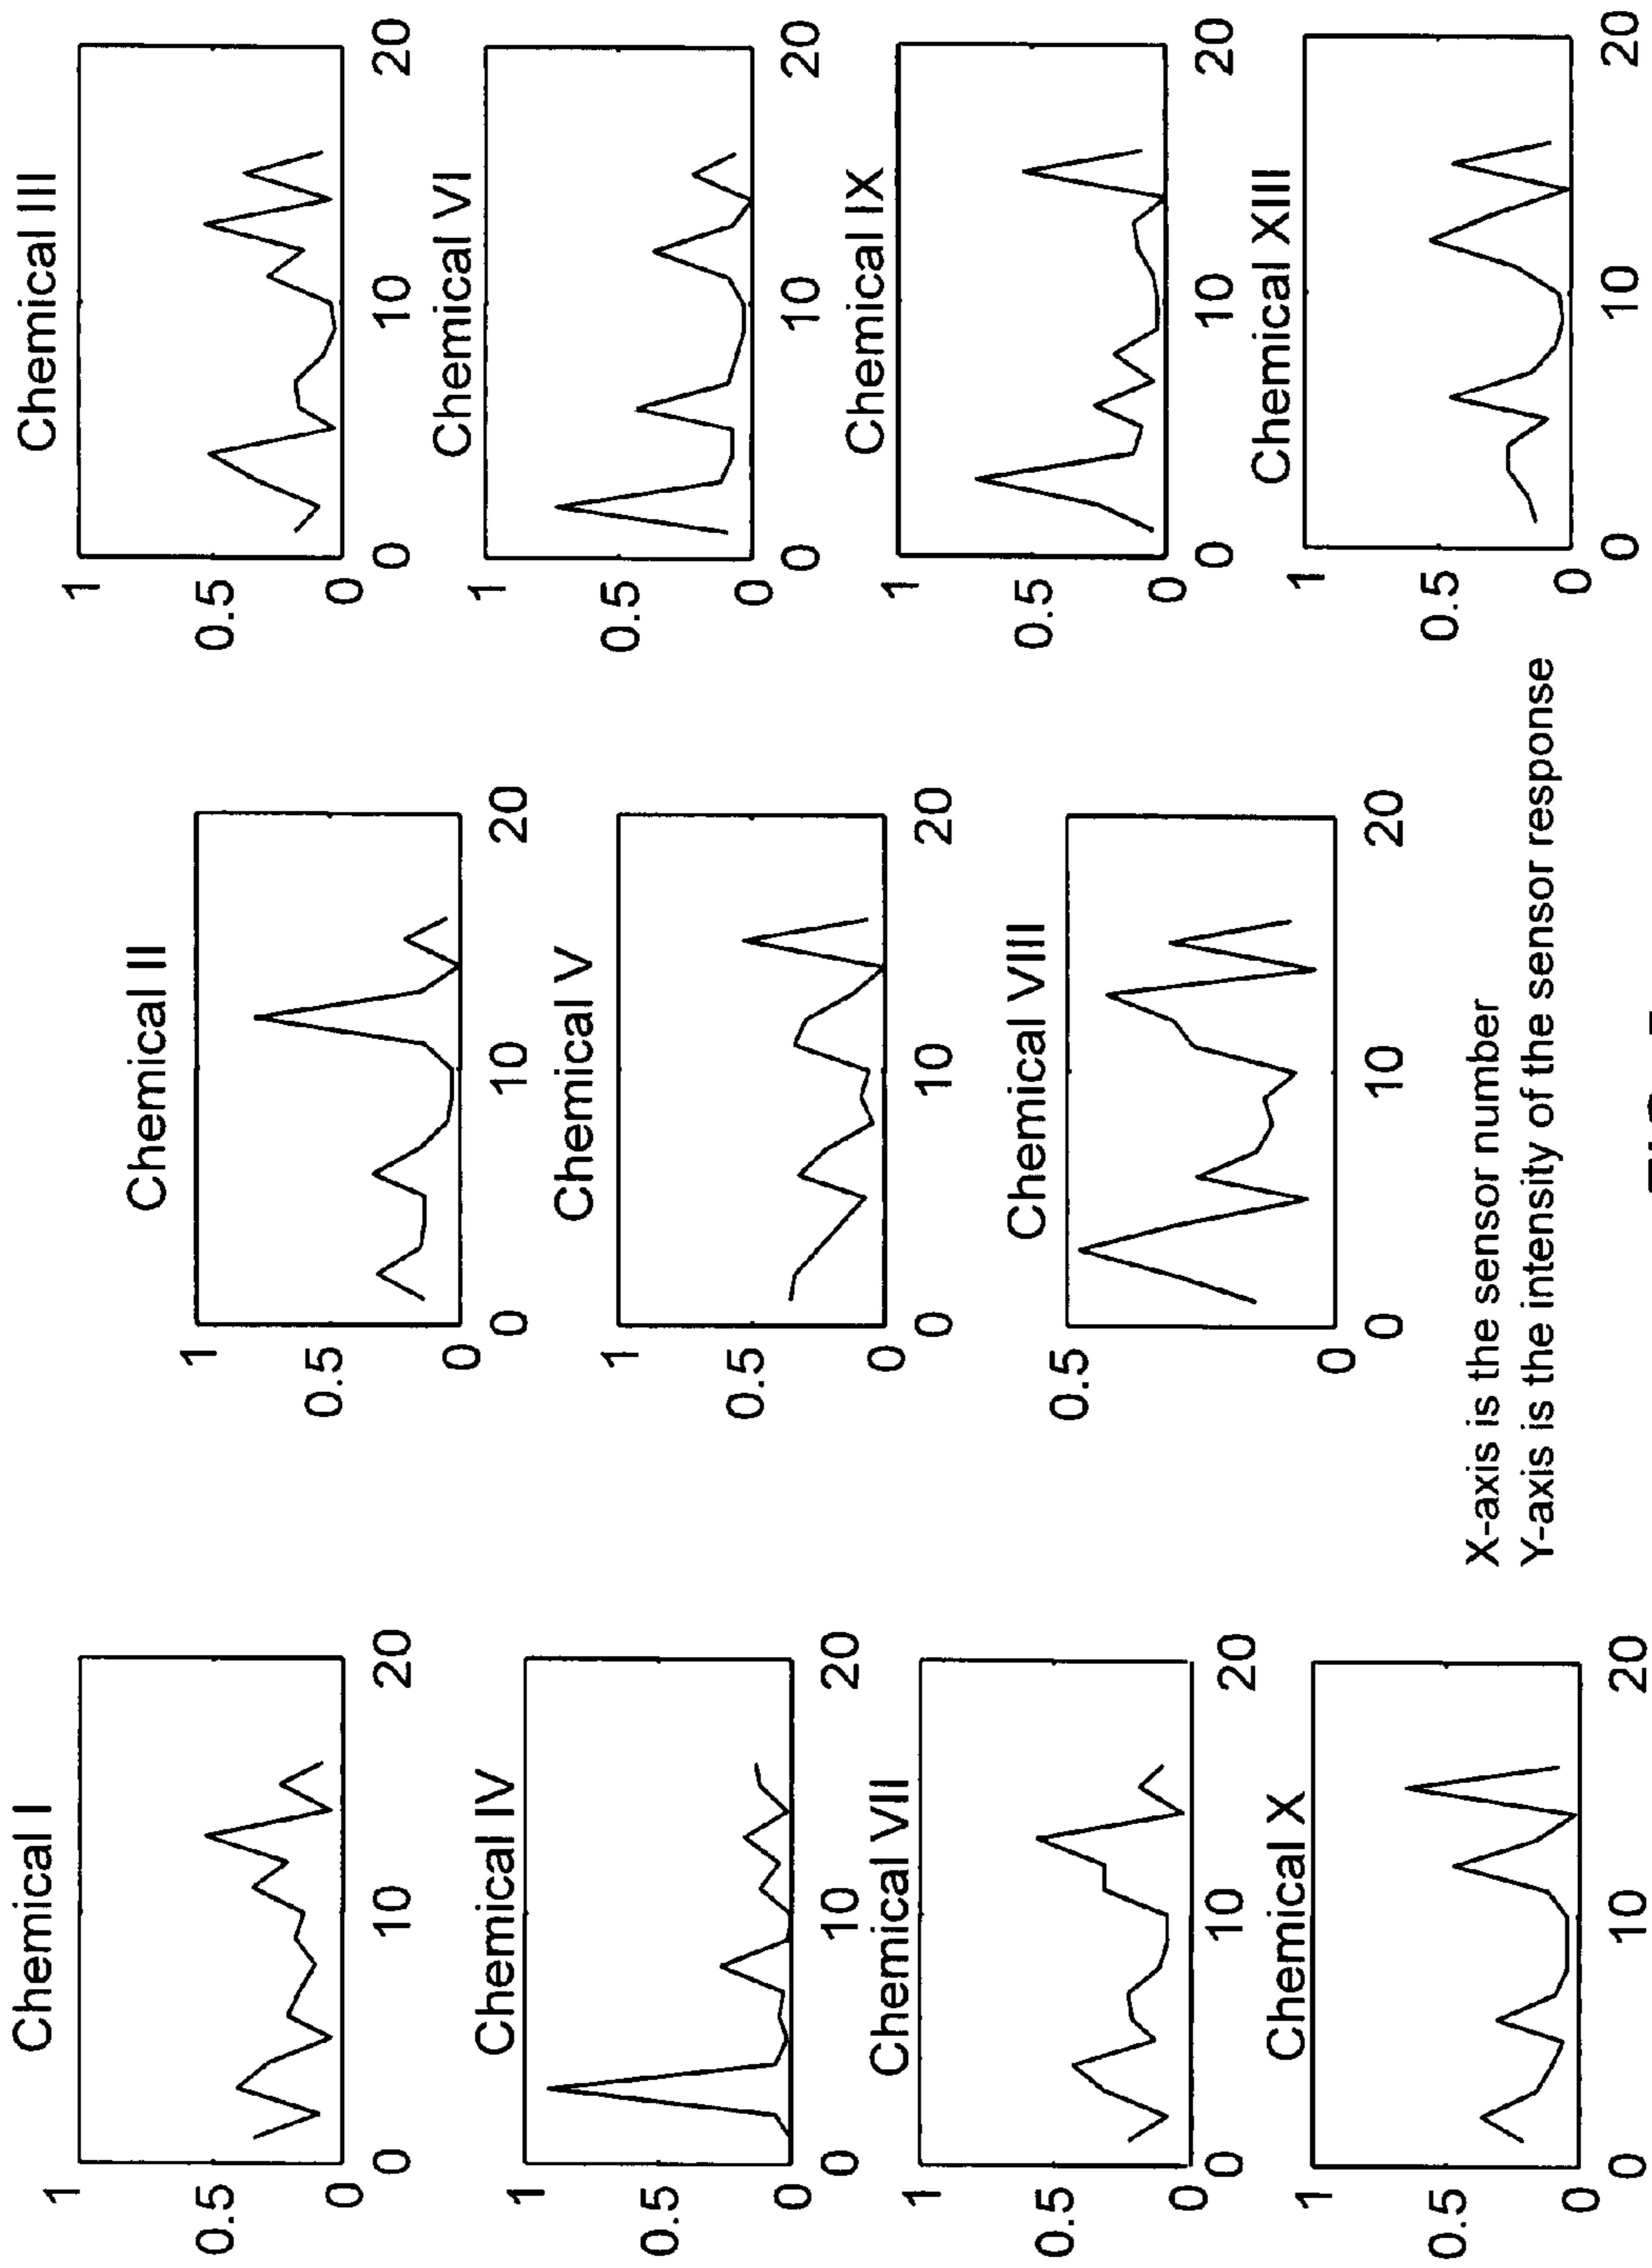 Chemical I
1
0.5
0
0 10 20
Chemical II
1
0.5
0
0 10 20
Chemical III
1
0.5
0
0 10 20
Chemical IV
1
0.5
0
0 10 20
Chemical V
1
0.5
0
0 10 20
Chemical VI
1
0.5
0
0 10 20
Chemical VII
1
0.5
0
0 10 20
Chemical VIII
0.5
0
0 10 20
Chemical IX
1
0.5
0
0 10 20
Chemical X
1
0.5
0
0 10 20
Chemical XIII
1
0.5
0
0 10 20
X-axis is the sensor number
Y-axis is the intensity of the sensor response